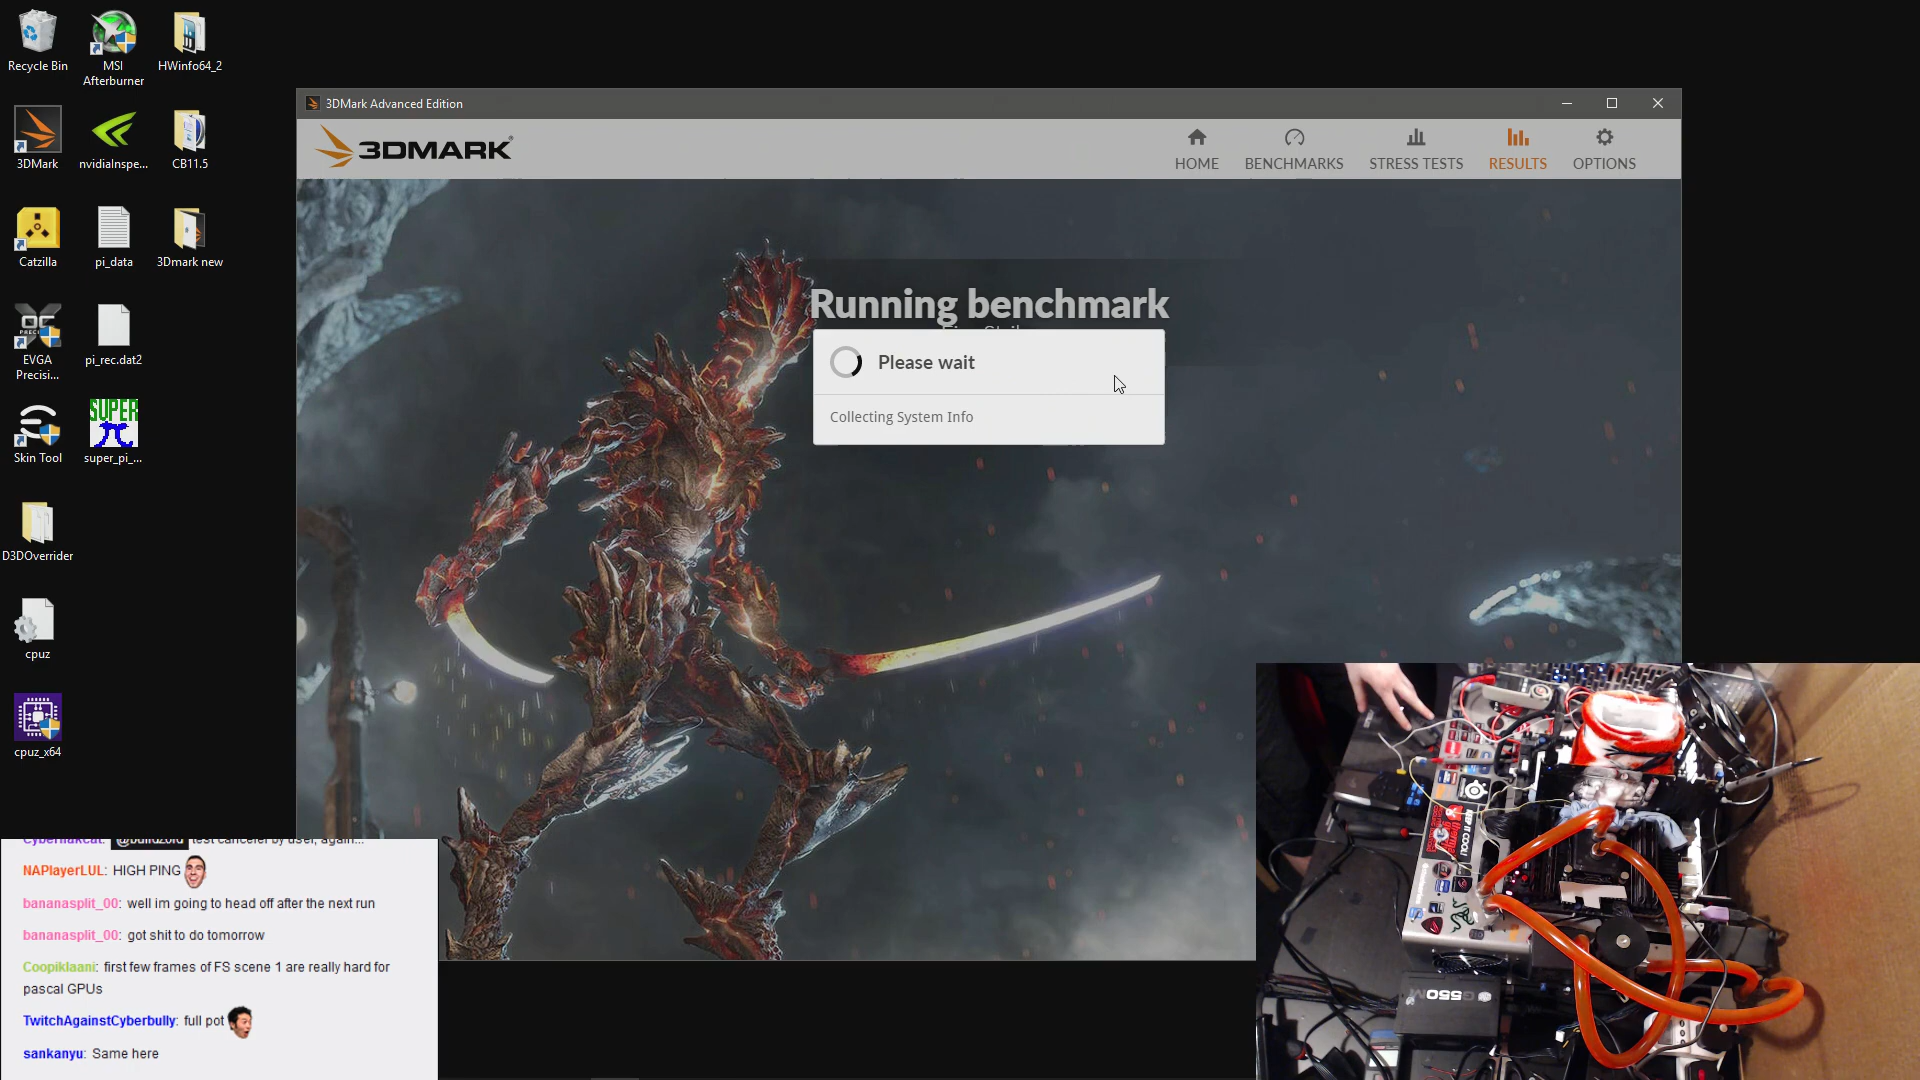 Recycle Bin
MSI Afterburner
HWinfo64_2
3DMark
nvidiaInspe...
CB11.5
Catzilla
pi_data
3Dmark new
EVGA Precisi...
pi_rec.dat2
Skin Tool
super_pi_...
D3DOverrider
cpuz
cpuz_x64
SUPER
3DMark Advanced Edition
3DMARK
HOME
BENCHMARKS
STRESS TESTS
RESULTS
OPTIONS
Running benchmark
Please wait
Collecting System Info
NAPlayerLUL: HIGH PING
bananasplit_00: well im going to head off after the next run
bananasplit_00: got shit to do tomorrow
Coopiklaani: first few frames of FS scene 1 are really hard for
pascal GPUs
TwitchAgainstCyberbully: full pot
sankanyu: Same here
G550M